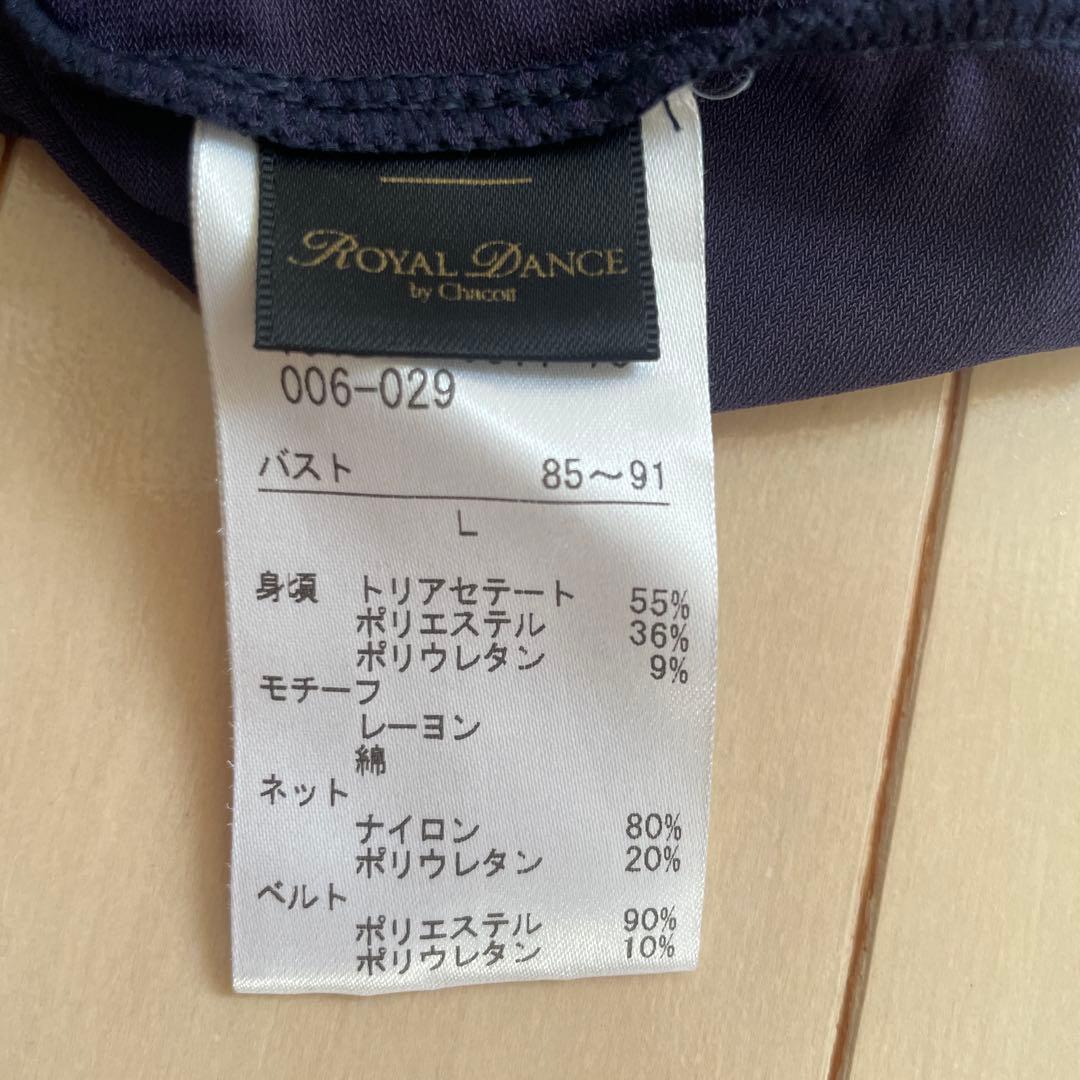 ROYAL DANCE
by Chacott
006-029
バスト 85～91
L
身頃 トリアセテート 55%
ポリエステル 36%
ポリウレタン 9%
モチーフ
レーヨン
綿
ネット
ナイロン 80%
ポリウレタン 20%
ベルト
ポリエステル 90%
ポリウレタン 10%